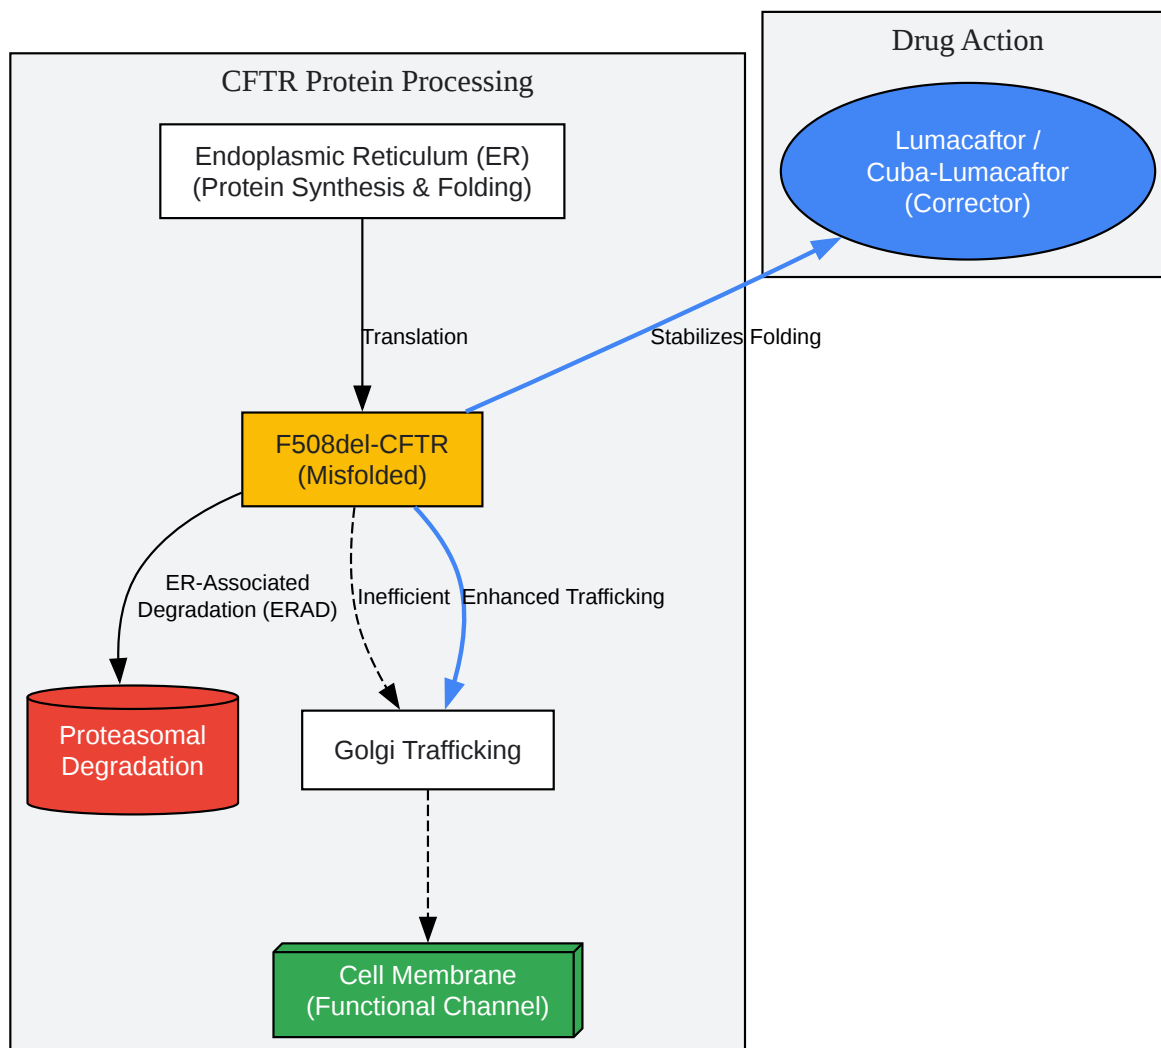 Drug Action
CFTR Protein Processing
Endoplasmic Reticulum (ER)
(Protein Synthesis & Folding)
Lumacaftor /
Cuba-Lumacaftor
(Corrector)
Translation
Stabilizes Folding
F508del-CFTR
(Misfolded)
ER-Associated
Degradation (ERAD)
Inefficient
Enhanced Trafficking
Proteasomal
Degradation
Golgi Trafficking
Cell Membrane
(Functional Channel)